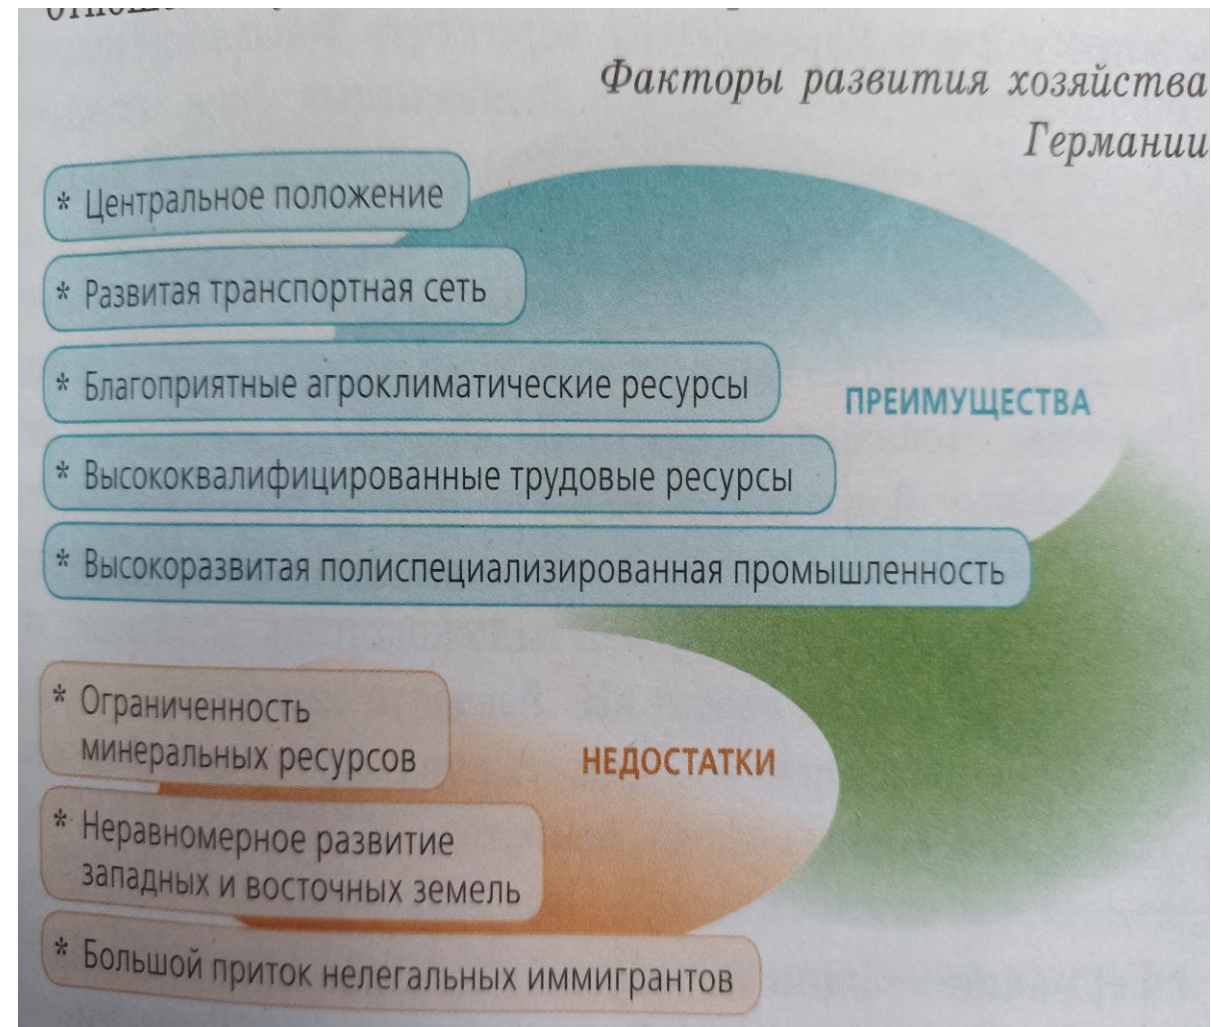 Факторы развития хозяйства
Германии
* Центральное положение
* Развитая транспортная сеть
* Благоприятные агроклиматические ресурсы
ПРЕИМУЩЕСТВА
* Высококвалифицированные трудовые ресурсы
* Высокоразвитая полиспециализированная промышленность
* Ограниченность
минеральных ресурсов
НЕДОСТАТКИ
* Неравномерное развитие
западных и восточных земель
* Большой приток нелегальных иммигрантов